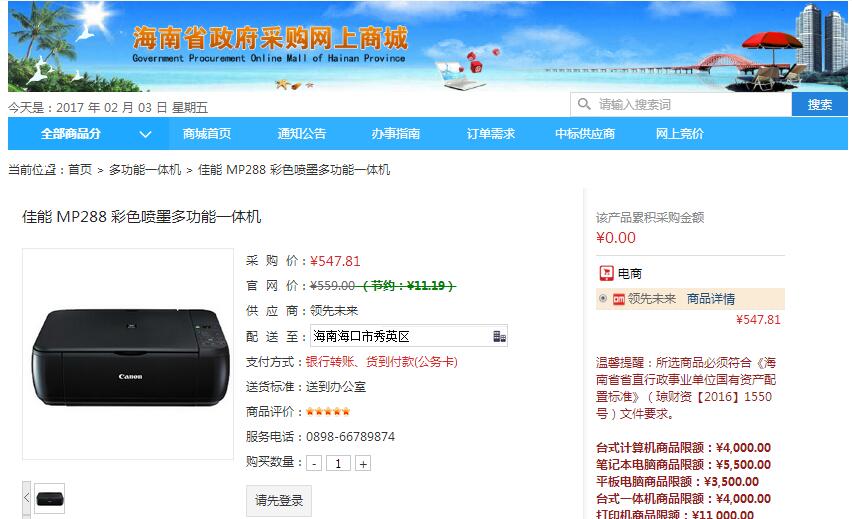 海南省政府采购网上商城
Government Procurement Online Mall of Hainan Province
今天是：2017 年 02 月 03 日 星期五
请输入搜索词
搜索
全部商品分
商城首页
通知公告
办事指南
订单需求
中标供应商
网上竞价
当前位置：首页 > 多功能一体机 > 佳能 MP288 彩色喷墨多功能一体机
佳能 MP288 彩色喷墨多功能一体机
Canon
采 购 价：¥547.81
官 网 价：¥559.00（节约：¥11.19）
供 应 商：领先未来
配 送 至：海南海口市秀英区
支付方式：银行转账、货到付款(公务卡)
送货标准：送到办公室
商品评价：
服务电话：0898-66789874
购买数量：- 1 +
请先登录
该产品累积采购金额
¥0.00
电商
领先未来 商品详情
¥547.81
温馨提醒：所选商品必须符合《海
南省省直行政事业单位国有资产配
置标准》（琼财资【2016】1550
号）文件要求。
台式计算机商品限额：¥4,000.00
笔记本电脑商品限额：¥5,500.00
平板电脑商品限额：¥3,500.00
台式一体机商品限额：¥4,000.00
打印机商品限额：¥11,000.00